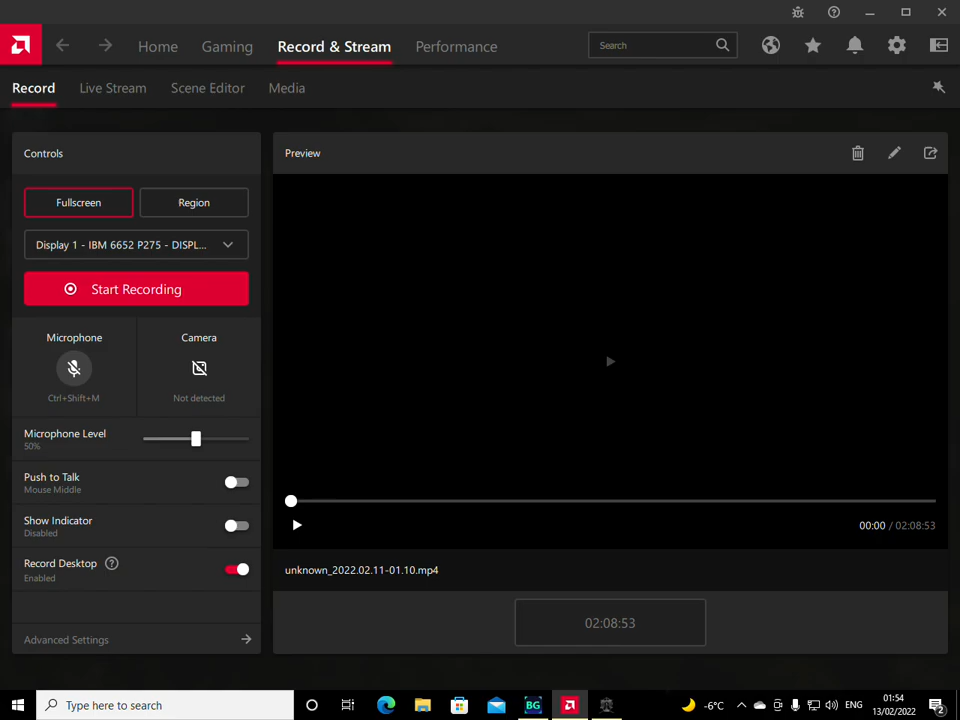 Home
Gaming
Record & Stream
Performance
Search
Record
Live Stream
Scene Editor
Media
Controls
Fullscreen
Region
Display 1 - IBM 6652 P275 - DISPL...
Start Recording
Microphone
Camera
Ctrl+Shift+M
Not detected
Microphone Level
50%
Push to Talk
Mouse Middle
Show Indicator
Disabled
Record Desktop
Enabled
Advanced Settings
Preview
00:00 / 02:08:53
unknown_2022.02.11-01.10.mp4
02:08:53
Type here to search
BG
-6°C
ENG
01:54
13/02/2022
2